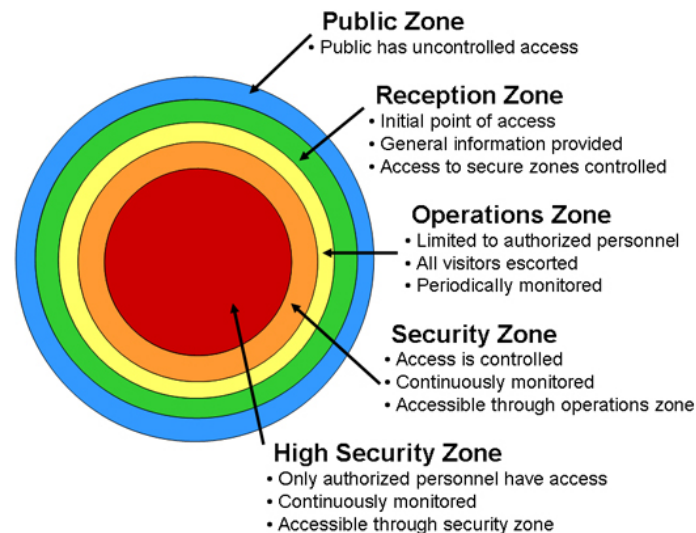 Public Zone
• Public has uncontrolled access
Reception Zone
• Initial point of access
• General information provided
• Access to secure zones controlled
Operations Zone
• Limited to authorized personnel
• All visitors escorted
• Periodically monitored
Security Zone
• Access is controlled
• Continuously monitored
• Accessible through operations zone
High Security Zone
• Only authorized personnel have access
• Continuously monitored
• Accessible through security zone